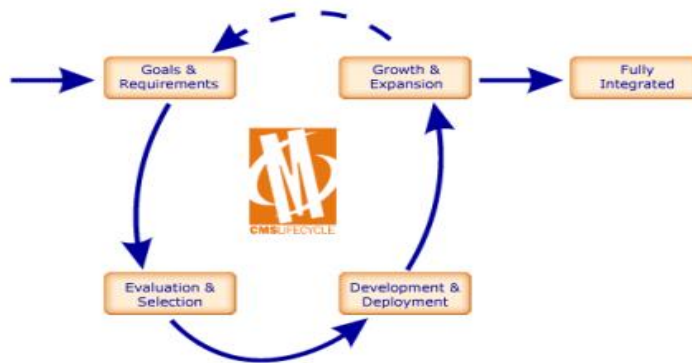 Goals &
Requirements
Growth &
Expansion
Fully
Integrated
CMSLIFECYCLE
Evaluation &
Selection
Development &
Deployment